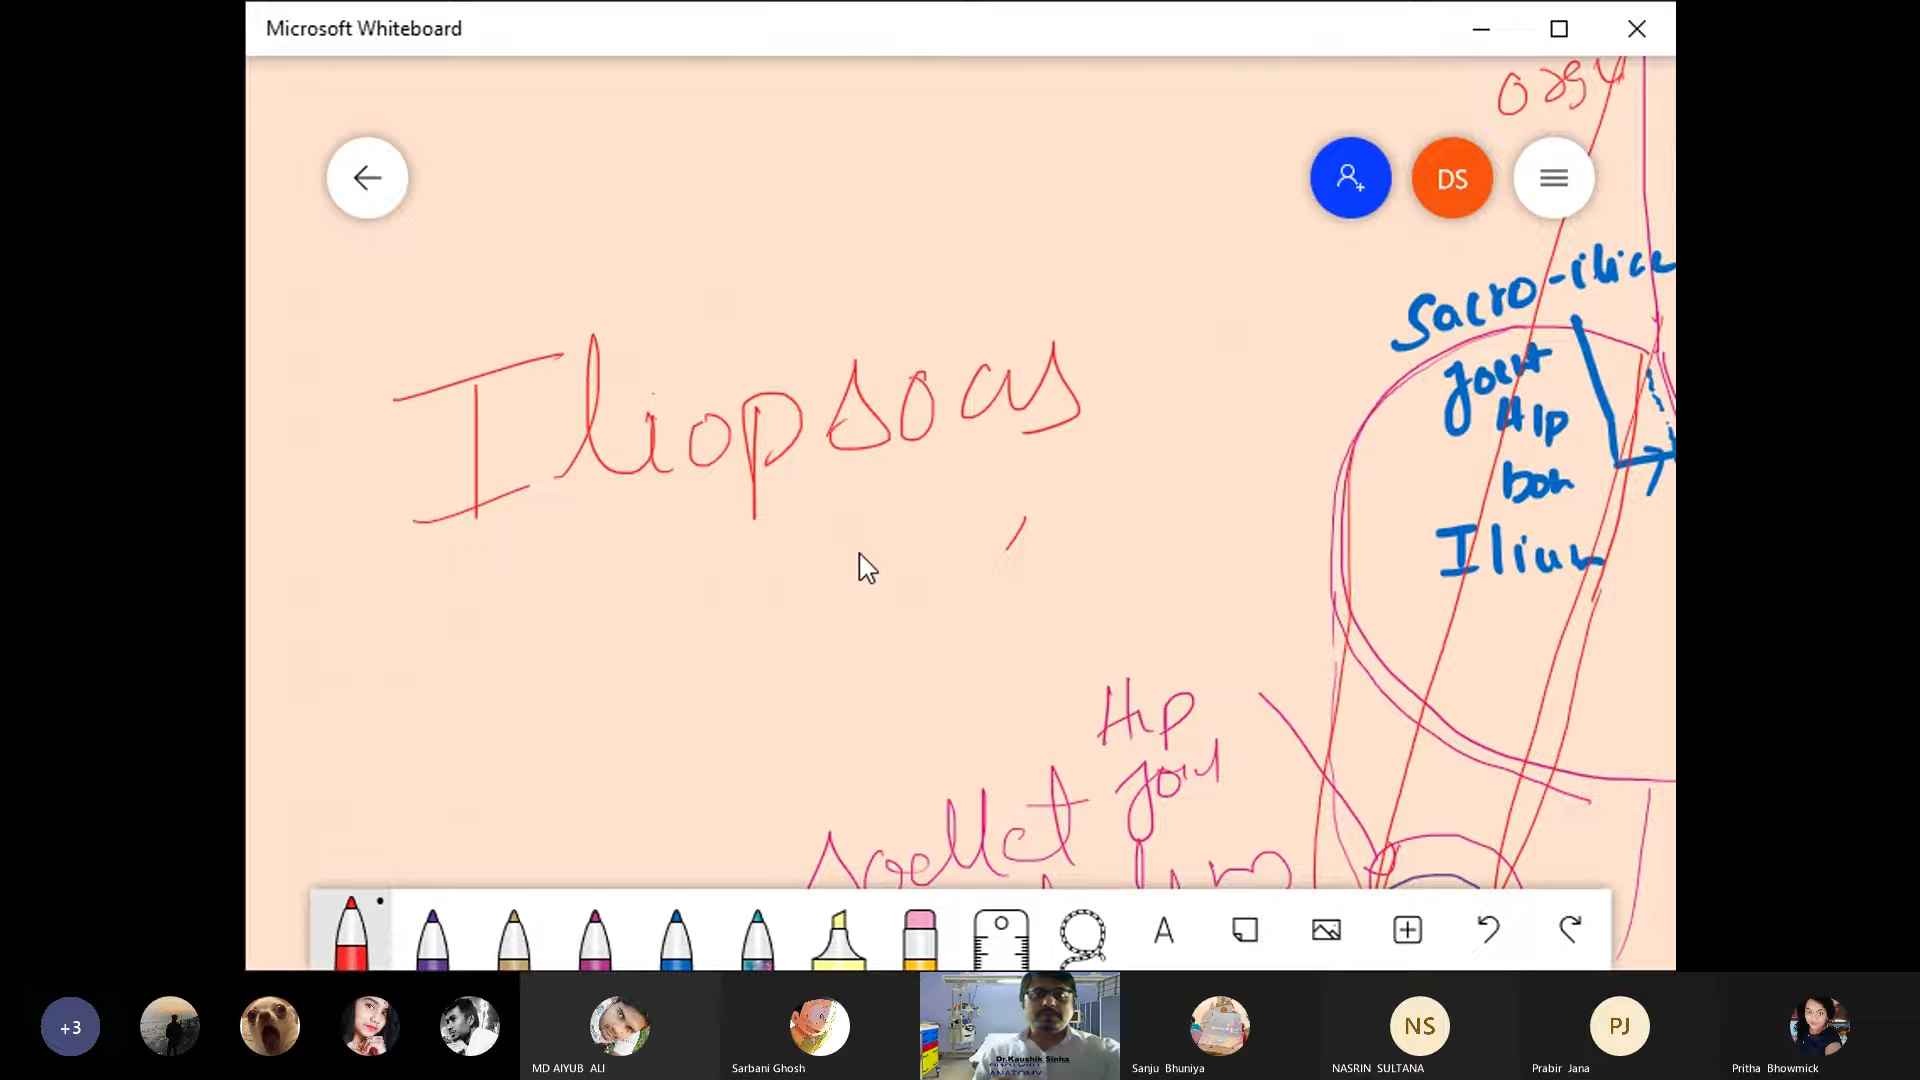 Microsoft Whiteboard
DS
Sacro-iliac
Joint
Hip
bon
Ilium
Iliopsoas
Hip
Joint
A
+3
MD AIYUB ALI
Sarbani Ghosh
Dr.Kaushik Sinha
ANATOMY
Sanju Bhuniya
NS
NASRIN SULTANA
PJ
Prabir Jana
Pritha Bhowmick